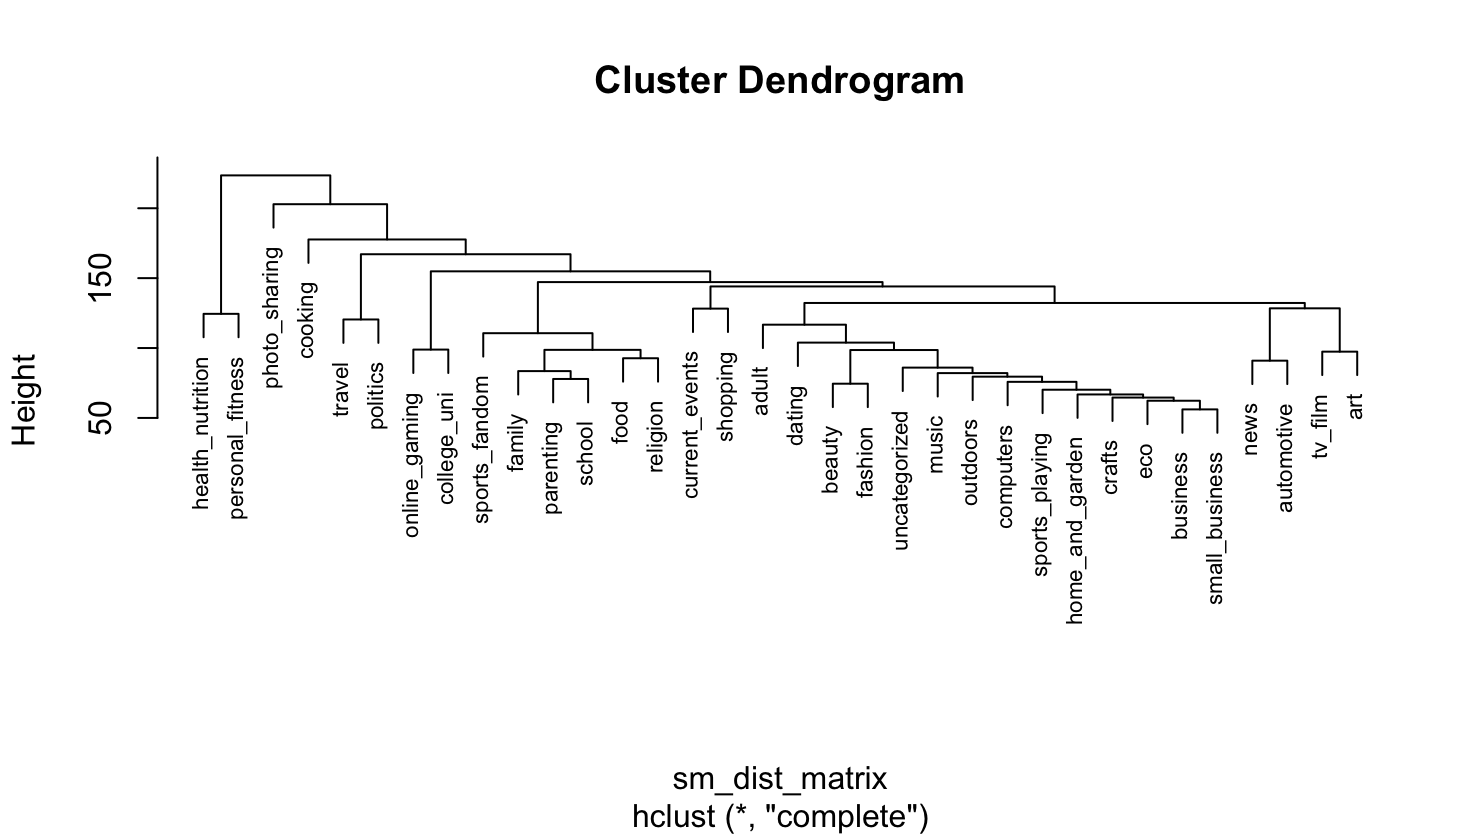 Cluster Dendrogram
Height
50
150
health_nutrition
personal_fitness
photo_sharing
cooking
travel
politics
online_gaming
college_uni
sports_fandom
family
parenting
school
food
religion
current_events
shopping
adult
dating
beauty
fashion
uncategorized
music
outdoors
computers
sports_playing
home_and_garden
crafts
eco
business
small_business
news
automotive
tv_film
art
sm_dist_matrix
hclust (*, "complete")